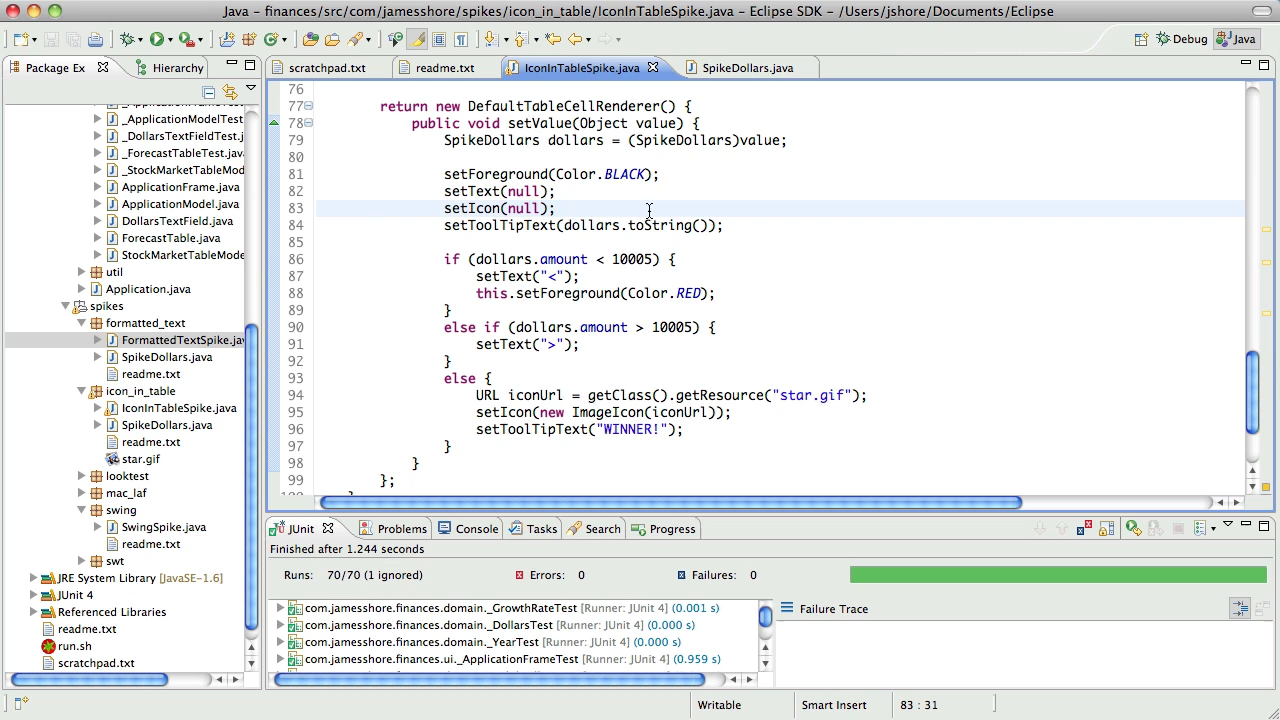 Java - finances/src/com/jamesshore/spikes/icon_in_table/IconInTableSpike.java - Eclipse SDK - /Users/jshore/Documents/Eclipse
Debug
Java
Package Ex
Hierarchy
scratchpad.txt
readme.txt
IconInTableSpike.java
SpikeDollars.java
_ApplicationModelTest
_DollarsTextFieldTest.j
_ForecastTableTest.java
_StockMarketTableMod
ApplicationFrame.java
ApplicationModel.java
DollarsTextField.java
ForecastTable.java
StockMarketTableMode
util
Application.java
spikes
formatted_text
FormattedTextSpike.jav
SpikeDollars.java
readme.txt
icon_in_table
IconInTableSpike.java
SpikeDollars.java
readme.txt
star.gif
looktest
mac_laf
swing
SwingSpike.java
readme.txt
swt
JRE System Library [JavaSE-1.6]
JUnit 4
Referenced Libraries
readme.txt
run.sh
scratchpad.txt
76
77 return new DefaultTableCellRenderer() {
78 public void setValue(Object value) {
79 SpikeDollars dollars = (SpikeDollars)value;
80
81 setForeground(Color.BLACK);
82 setText(null);
83 setIcon(null);
84 setToolTipText(dollars.toString());
85
86 if (dollars.amount < 10005) {
87 setText("<");
88 this.setForeground(Color.RED);
89 }
90 else if (dollars.amount > 10005) {
91 setText(">");
92 }
93 else {
94 URL iconUrl = getClass().getResource("star.gif");
95 setIcon(new ImageIcon(iconUrl));
96 setToolTipText("WINNER!");
97 }
98 }
99 };
JUnit
Problems
Console
Tasks
Search
Progress
Finished after 1.244 seconds
Runs: 70/70 (1 ignored)
Errors: 0
Failures: 0
com.jamesshore.finances.domain._GrowthRateTest [Runner: JUnit 4] (0.001 s)
com.jamesshore.finances.domain._DollarsTest [Runner: JUnit 4] (0.000 s)
com.jamesshore.finances.domain._YearTest [Runner: JUnit 4] (0.000 s)
com.jamesshore.finances.ui._ApplicationFrameTest [Runner: JUnit 4] (0.959 s)
Failure Trace
Writable
Smart Insert
83 : 31